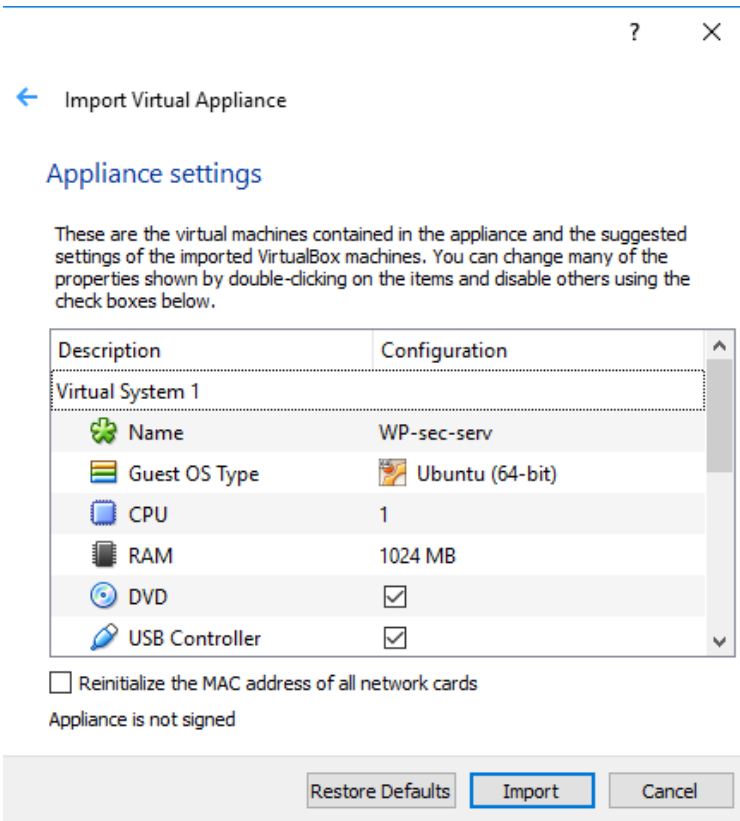 ?
Import Virtual Appliance
Appliance settings
These are the virtual machines contained in the appliance and the suggested
settings of the imported VirtualBox machines. You can change many of the
properties shown by double-clicking on the items and disable others using the
check boxes below.
Description Configuration
Virtual System 1
Name WP-sec-serv
Guest OS Type Ubuntu (64-bit)
CPU 1
RAM 1024 MB
DVD
USB Controller
Reinitialize the MAC address of all network cards
Appliance is not signed
Restore Defaults Import Cancel